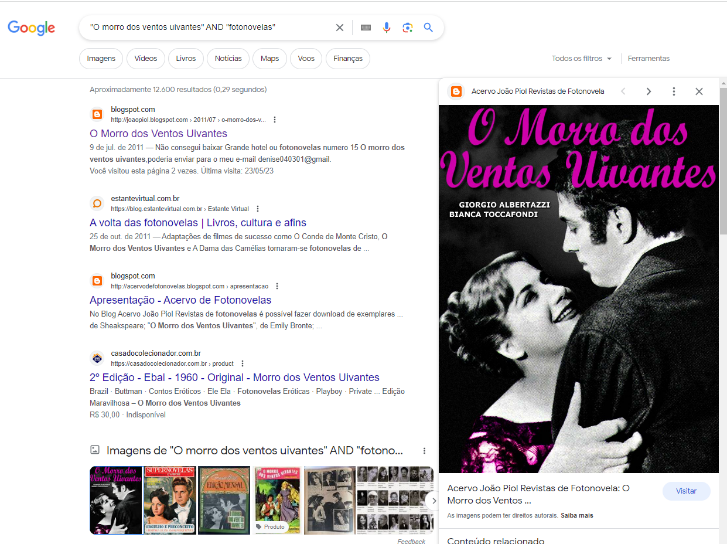 Google
"O morro dos ventos uivantes" AND "fotonovelas"
Imagens
Vídeos
Livros
Notícias
Maps
Voos
Finanças
Todos os filtros
Ferramentas
Aproximadamente 12.600 resultados (0,29 segundos)
blogspot.com
http://joaopiol.blogspot.com › 2011/07 › o-morro-dos-v...
O Morro dos Ventos Uivantes
9 de jul. de 2011 — Não consegui baixar Grande hotel ou fotonovelas numero 15 O morro dos
ventos uivantes,poderia enviar para o meu e-mail denise040301@gmail.
Você visitou esta página 2 vezes. Última visita: 23/05/23
estantevirtual.com.br
https://blog.estantevirtual.com.br › Estante Virtual
A volta das fotonovelas | Livros, cultura e afins
25 de out. de 2011 — Adaptações de filmes de sucesso como O Conde de Monte Cristo, O
Morro dos Ventos Uivantes e A Dama das Camélias tornaram-se fotonovelas de ...
blogspot.com
http://acervodefotonovelas.blogspot.com › apresentacao
Apresentação - Acervo de Fotonovelas
No Blog Acervo João Piol Revistas de fotonovelas é possível fazer download de exemplares ...
de Sheakspeare; "O Morro dos Ventos Uivantes", de Emily Bronte; ...
casadocolecionador.com.br
https://casadocolecionador.com.br › product
2ª Edição - Ebal - 1960 - Original - Morro dos Ventos Uivantes
Brazil · Buttman · Contos Eróticos · Ele Ela · Fotonovelas Eróticas · Playboy · Private ... Edição
Maravilhosa – O Morro dos Ventos Uivantes
R$ 30,00 · Indisponível
Imagens de "O morro dos ventos uivantes" AND "fotono...
O Morro dos
Ventos Uivantes
SUPERNOVELAS
Produto
Feedback
Acervo João Piol Revistas de Fotonovela
O Morro dos
Ventos Uivantes
GIORGIO ALBERTAZZI
BIANCA TOCCAFONDI
Acervo João Piol Revistas de Fotonovela: O
Morro dos Ventos ...
Visitar
As imagens podem ter direitos autorais. Saiba mais
Conteúdo relacionado